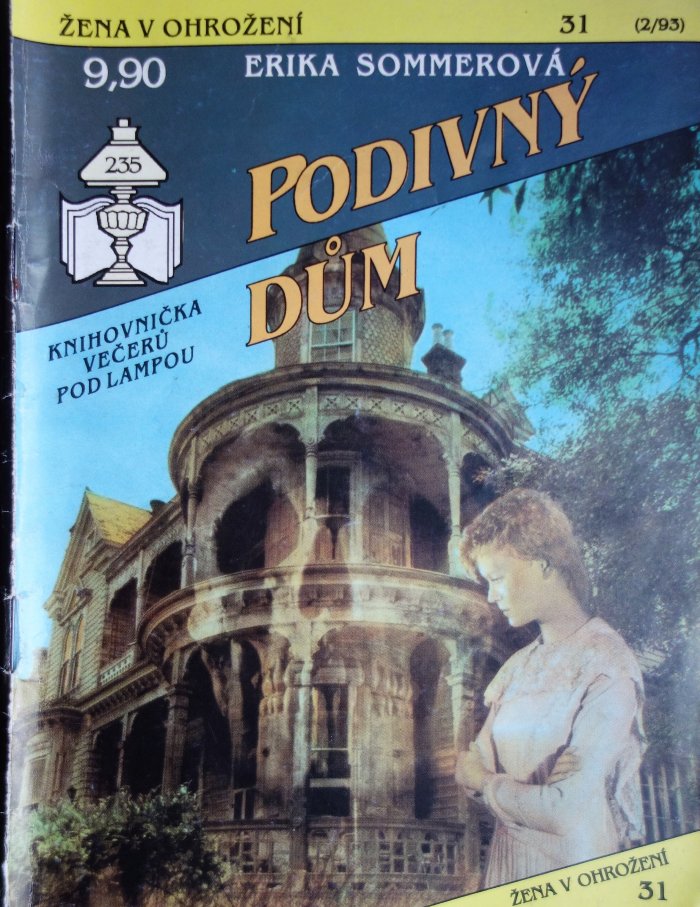 ŽENA V OHROŽENÍ 31 (2/93)
9,90 ERIKA SOMMEROVÁ
235
PODIVNÝ
DŮM
KNIHOVNIČKA
VEČERŮ
POD LAMPOU
ŽENA V OHROŽENÍ
31